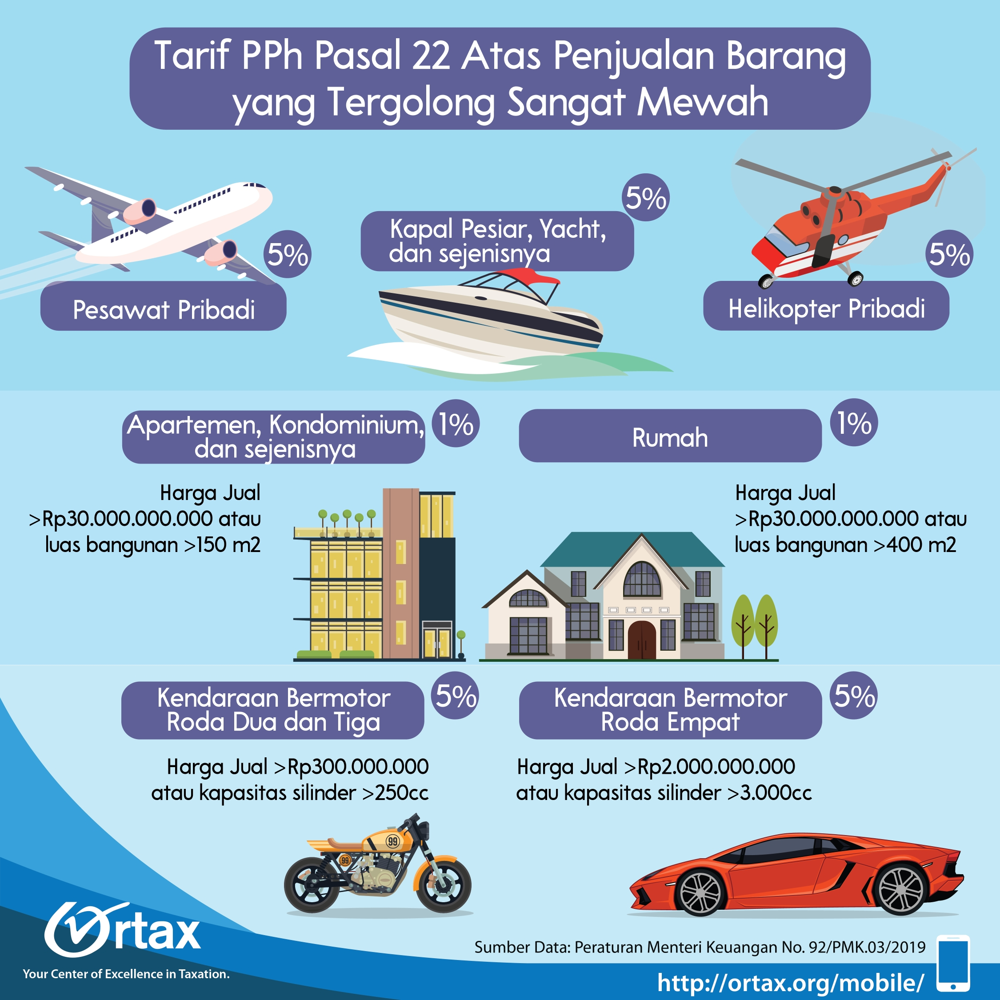 Tarif PPh Pasal 22 Atas Penjualan Barang
yang Tergolong Sangat Mewah
5%
Pesawat Pribadi
5%
Kapal Pesiar, Yacht,
dan sejenisnya
5%
Helikopter Pribadi
Apartemen, Kondominium,
dan sejenisnya
1%
Harga Jual
>Rp30.000.000.000 atau
luas bangunan >150 m2
Rumah
1%
Harga Jual
>Rp30.000.000.000 atau
luas bangunan >400 m2
Kendaraan Bermotor
Roda Dua dan Tiga
5%
Harga Jual >Rp300.000.000
atau kapasitas silinder >250cc
99
99
Kendaraan Bermotor
Roda Empat
5%
Harga Jual >Rp2.000.000.000
atau kapasitas silinder >3.000cc
Ortax
Your Center of Excellence in Taxation.
Sumber Data: Peraturan Menteri Keuangan No. 92/PMK.03/2019
http://ortax.org/mobile/